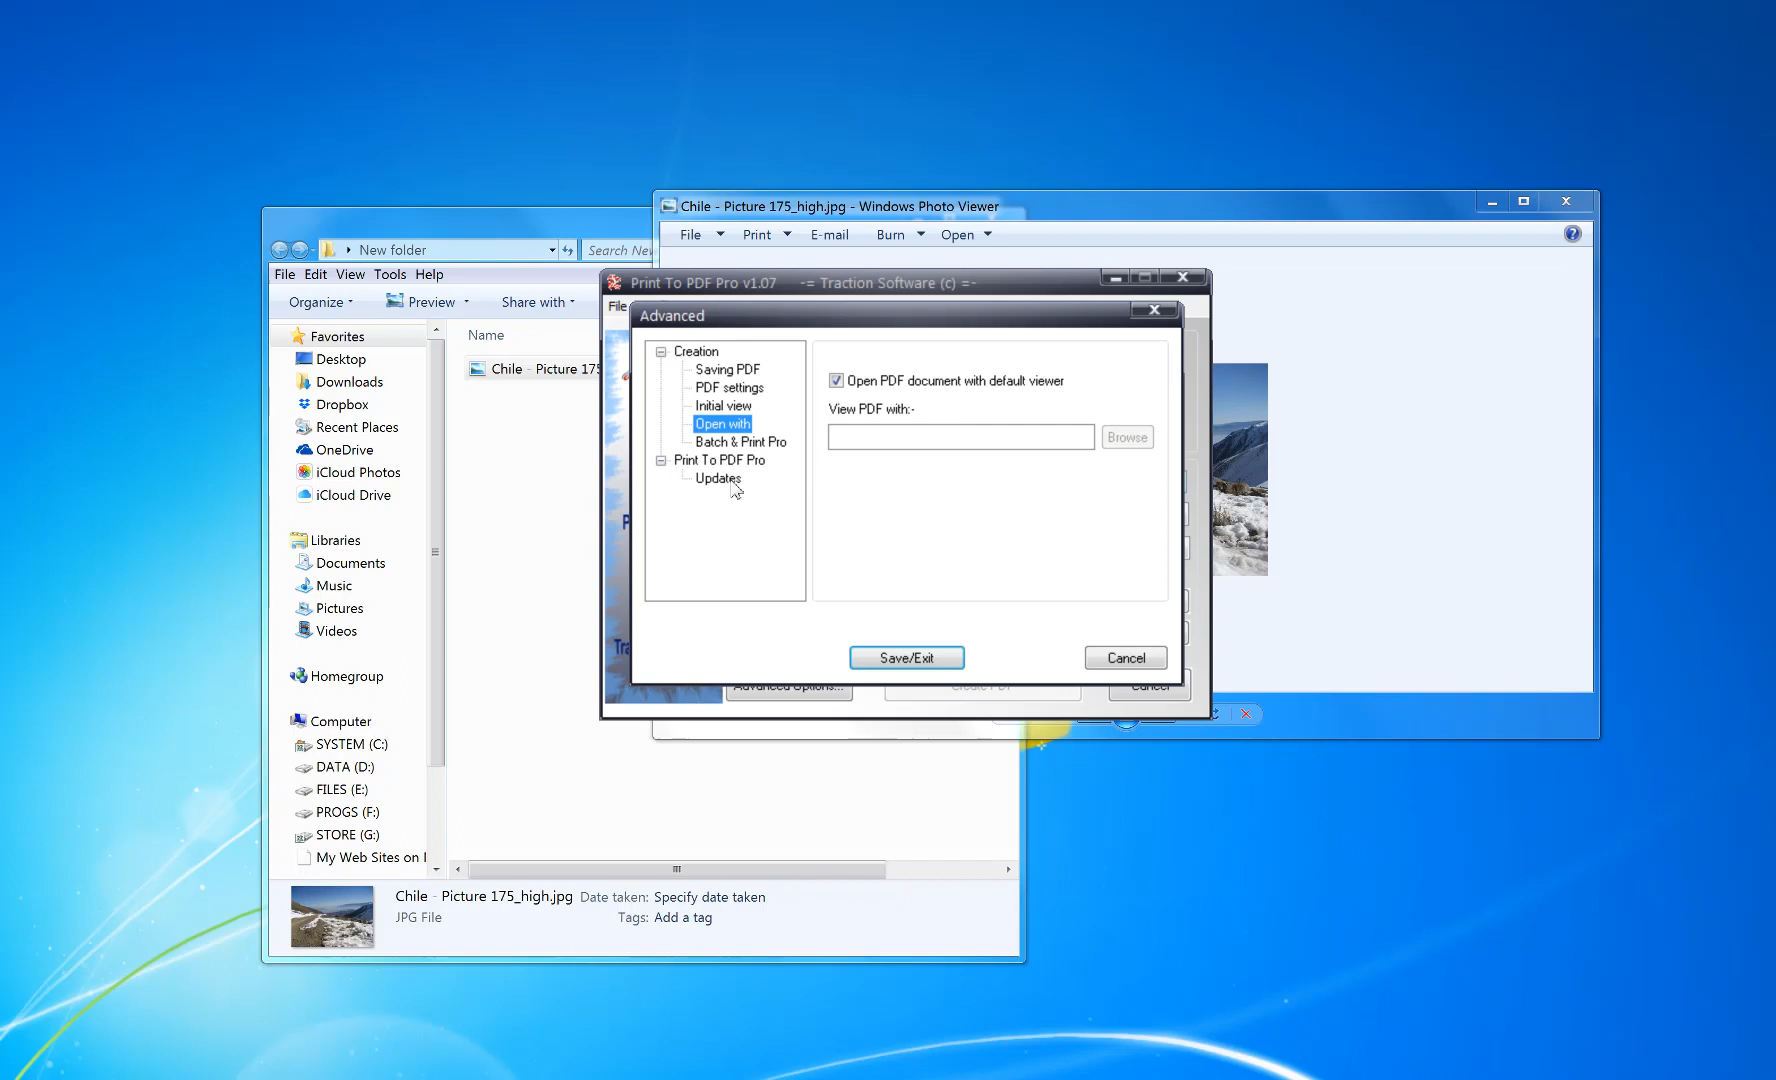 Chile - Picture 175_high.jpg - Windows Photo Viewer
File Print E-mail Burn Open
New folder
File Edit View Tools Help
Organize Preview Share with
Name
Chile - Picture 175
Favorites
Desktop
Downloads
Dropbox
Recent Places
OneDrive
iCloud Photos
iCloud Drive
Libraries
Documents
Music
Pictures
Videos
Homegroup
Computer
SYSTEM (C:)
DATA (D:)
FILES (E:)
PROGS (F:)
STORE (G:)
My Web Sites on
Chile - Picture 175_high.jpg Date taken: Specify date taken
JPG File Tags: Add a tag
Print To PDF Pro v1.07 -= Traction Software (c) =-
File
Advanced
Creation
Saving PDF
PDF settings
Initial view
Open with
Batch & Print Pro
Print To PDF Pro
Updates
Open PDF document with default viewer
View PDF with:-
Browse
Save/Exit Cancel
Advanced Options... Create PDF Cancel